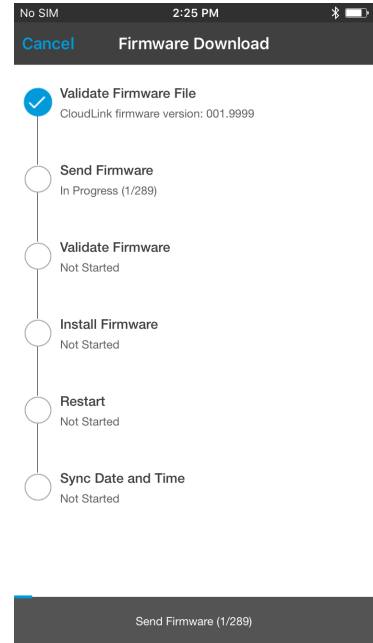 No SIM 2:25 PM
Cancel Firmware Download
Validate Firmware File
CloudLink firmware version: 001.9999
Send Firmware
In Progress (1/289)
Validate Firmware
Not Started
Install Firmware
Not Started
Restart
Not Started
Sync Date and Time
Not Started
Send Firmware (1/289)